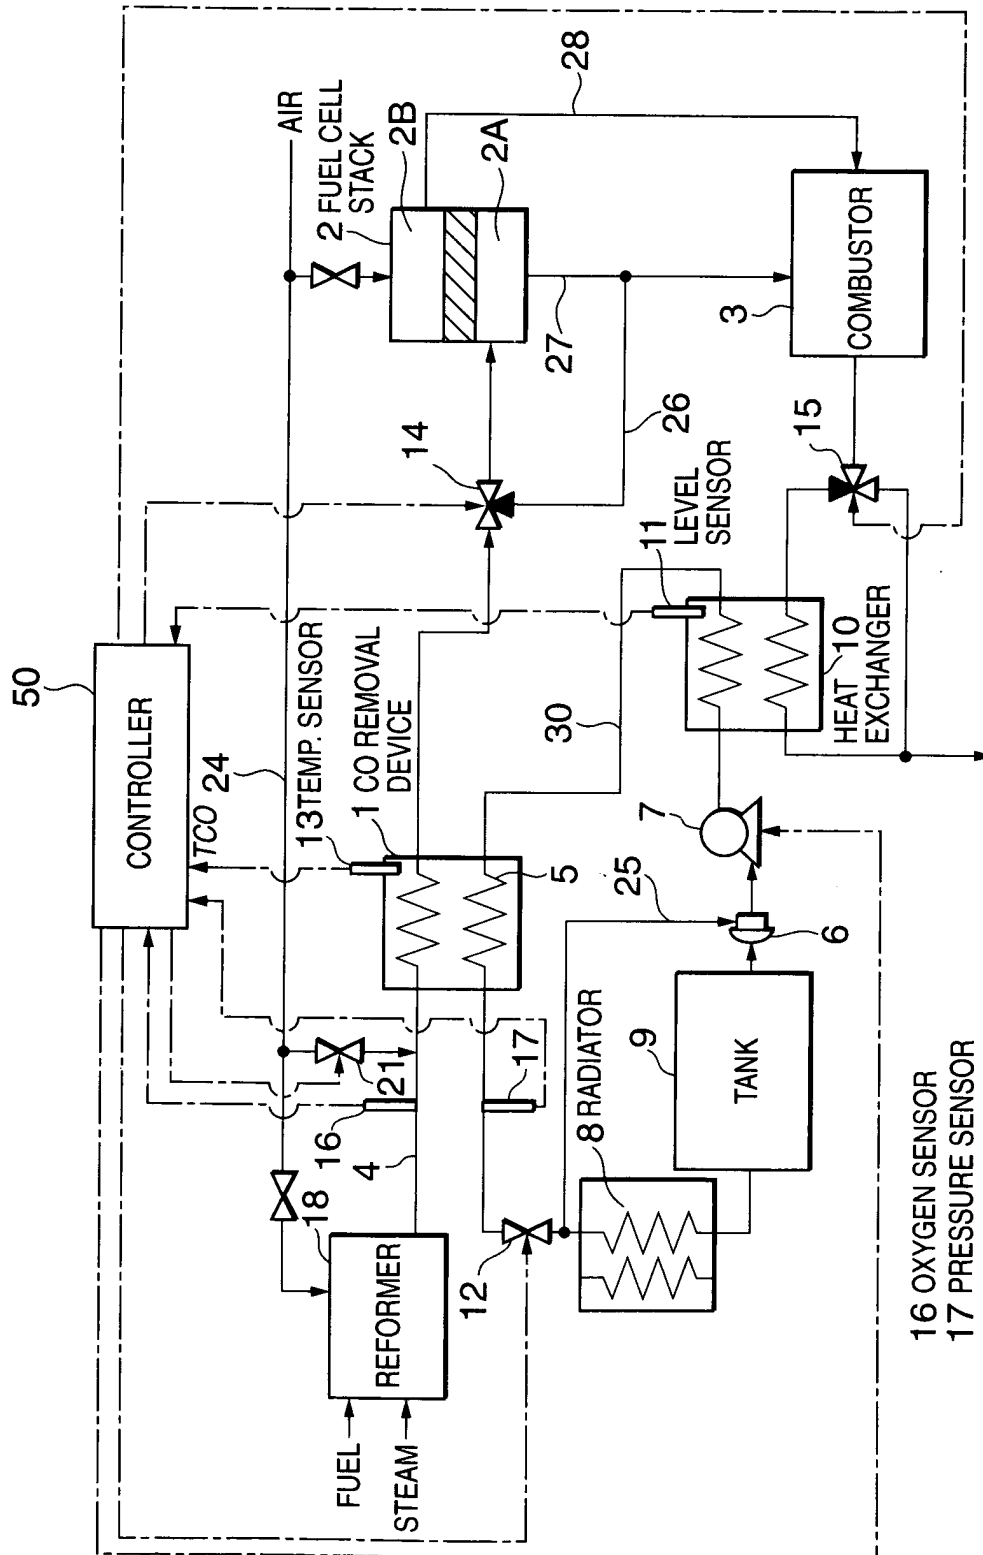 50
CONTROLLER
TCO
24
AIR
2 FUEL CELL
STACK
2B
2A
28
27
26
14
13 TEMP. SENSOR
1 CO REMOVAL
DEVICE
5
30
11
LEVEL
SENSOR
15
3
COMBUSTOR
10
HEAT
EXCHANGER
7
25
6
9
TANK
8 RADIATOR
12
17
16
21
4
18
REFORMER
FUEL
STEAM
16 OXYGEN SENSOR
17 PRESSURE SENSOR